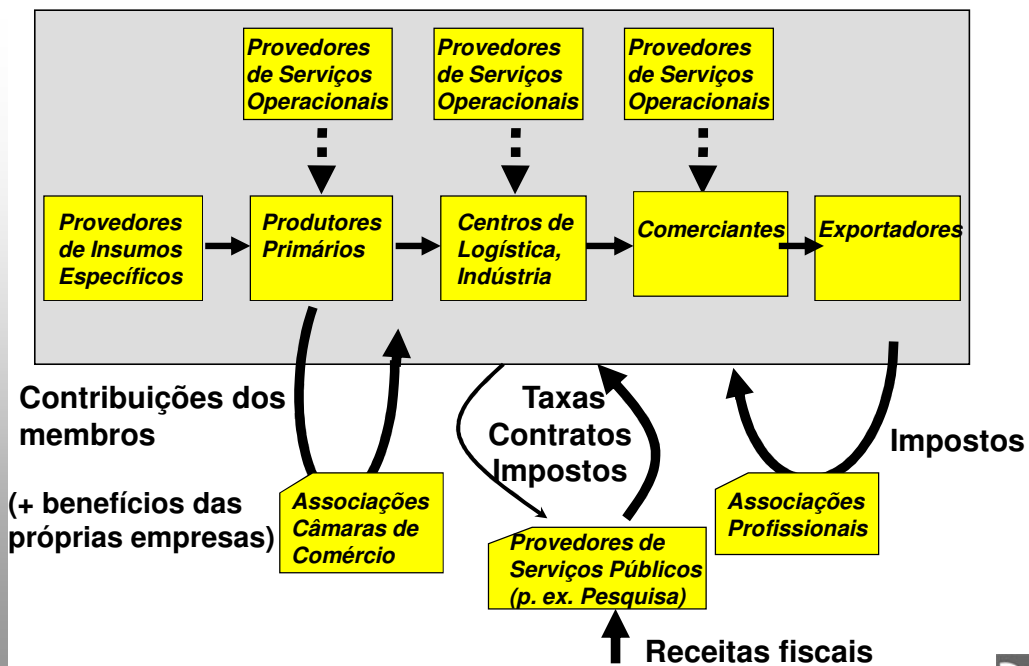 Provedores
de Serviços
Operacionais
Provedores
de Serviços
Operacionais
Provedores
de Serviços
Operacionais
Provedores
de Insumos
Específicos
Produtores
Primários
Centros de
Logística,
Indústria
Comerciantes
Exportadores
Contribuições dos
membros
(+ benefícios das
próprias empresas)
Associações
Câmaras de
Comércio
Taxas
Contratos
Impostos
Provedores de
Serviços Públicos
(p. ex. Pesquisa)
Receitas fiscais
Associações
Profissionais
Impostos